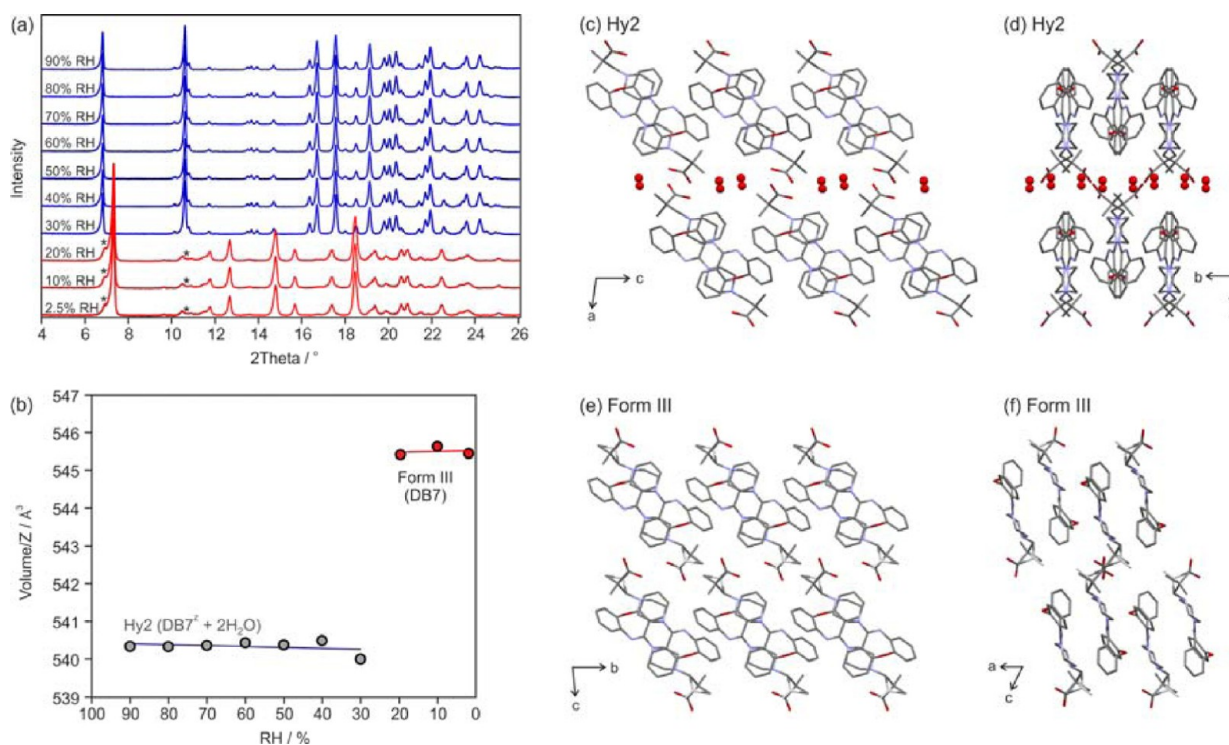 (a)
90% RH
80% RH
70% RH
60% RH
50% RH
40% RH
30% RH
20% RH
*
*
10% RH
*
*
2.5% RH
*
*
Intensity
4 6 8 10 12 14 16 18 20 22 24 26
2Theta / °
(b)
547
546
545
544
543
542
541
540
539
Volume/Z / Å³
Form III
(DB7)
Hy2 (DB7ᶻ + 2H₂O)
100 90 80 70 60 50 40 30 20 10 0
RH / %
(c) Hy2
c
a
(d) Hy2
b
(e) Form III
b
c
(f) Form III
a
c